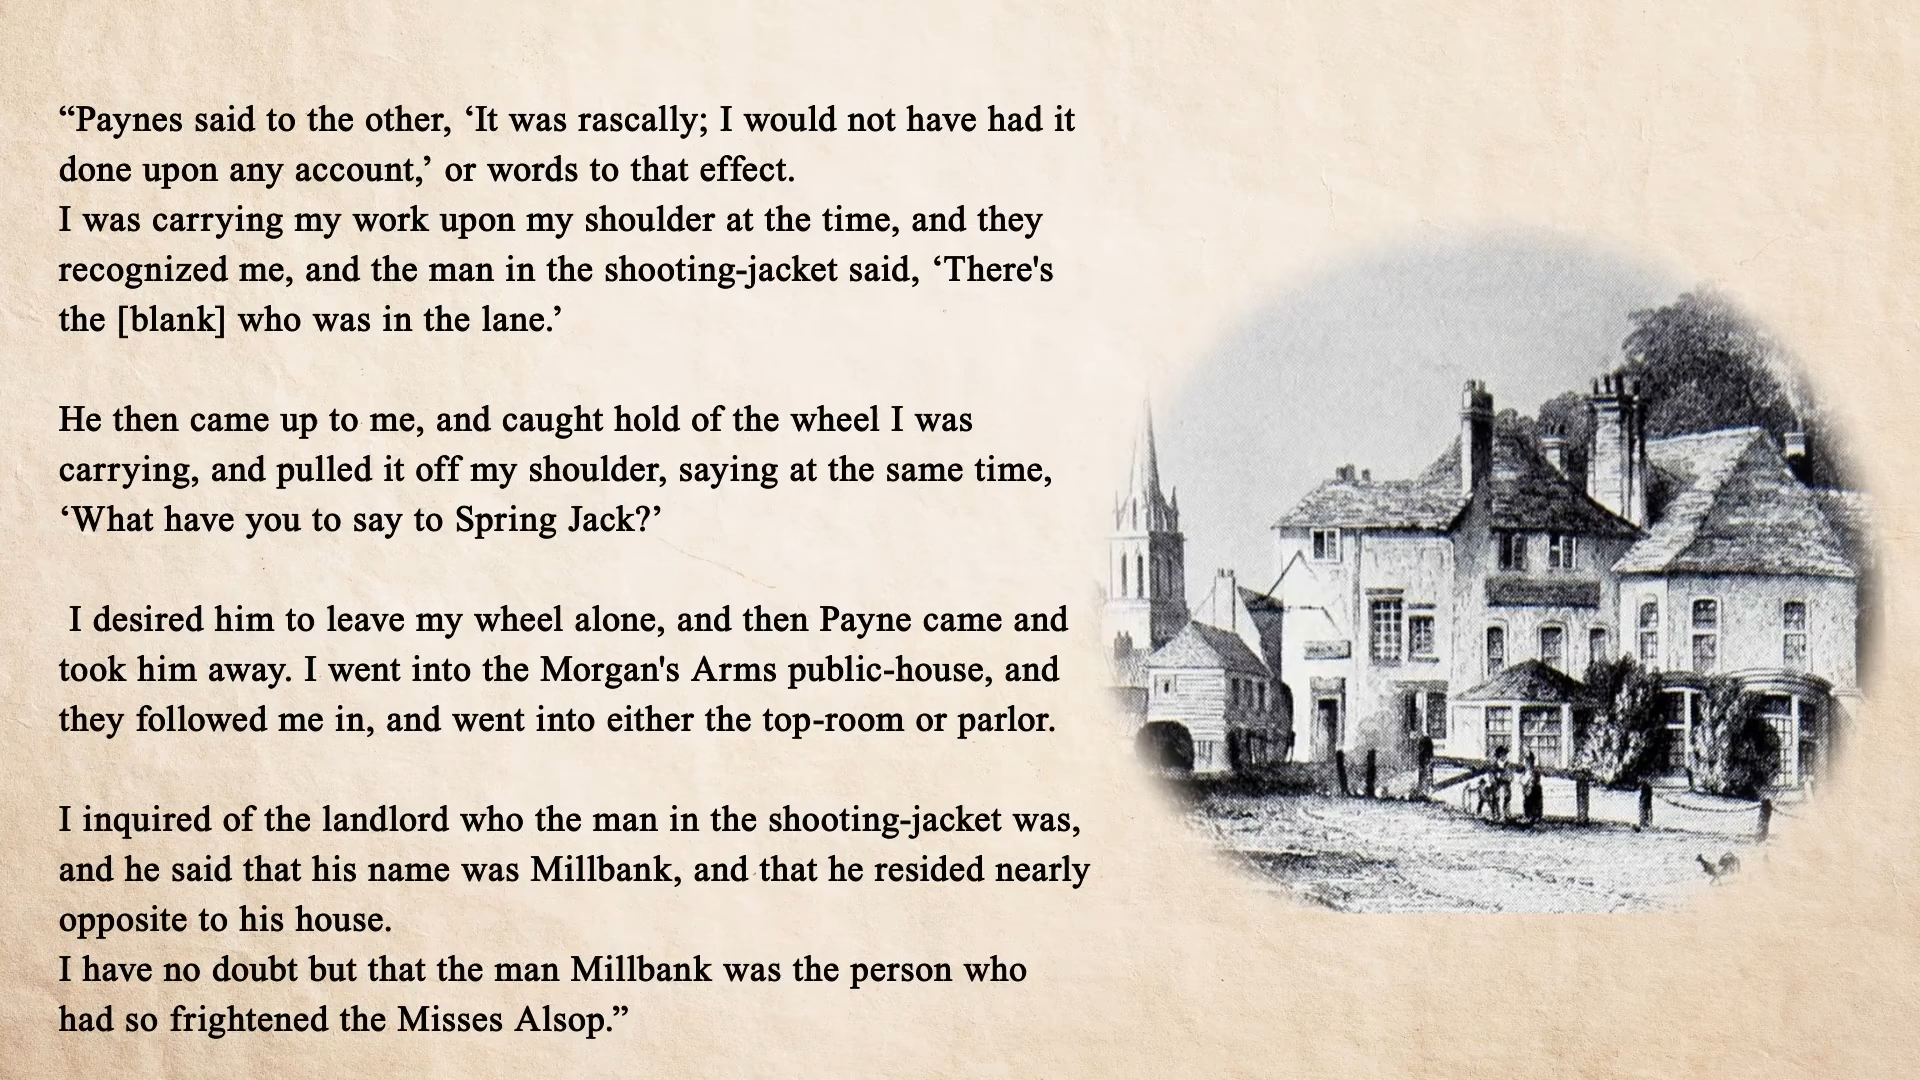 “Paynes said to the other, ‘It was rascally; I would not have had it
done upon any account,’ or words to that effect.
I was carrying my work upon my shoulder at the time, and they
recognized me, and the man in the shooting-jacket said, ‘There's
the [blank] who was in the lane.’
He then came up to me, and caught hold of the wheel I was
carrying, and pulled it off my shoulder, saying at the same time,
‘What have you to say to Spring Jack?’
I desired him to leave my wheel alone, and then Payne came and
took him away. I went into the Morgan's Arms public-house, and
they followed me in, and went into either the top-room or parlor.
I inquired of the landlord who the man in the shooting-jacket was,
and he said that his name was Millbank, and that he resided nearly
opposite to his house.
I have no doubt but that the man Millbank was the person who
had so frightened the Misses Alsop.”